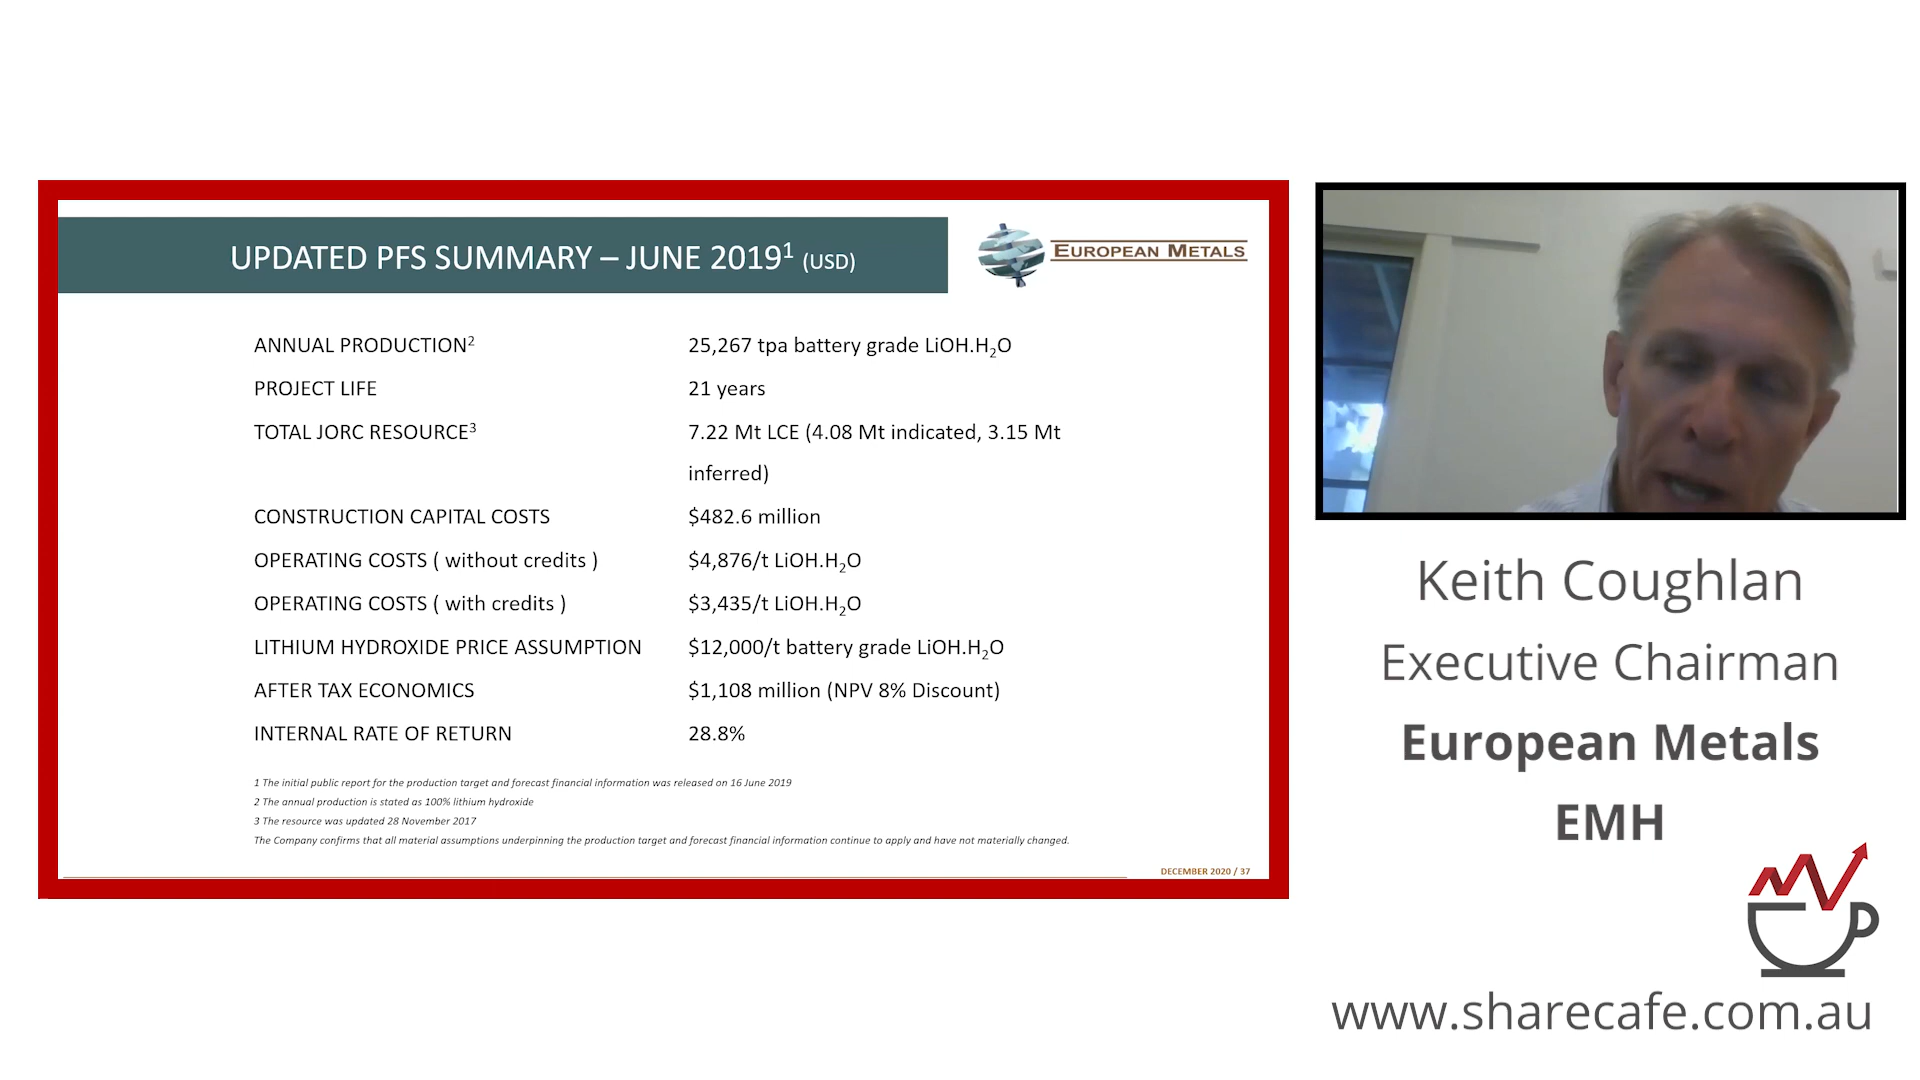 UPDATED PFS SUMMARY – JUNE 2019¹ (USD)
EUROPEAN METALS
ANNUAL PRODUCTION² 25,267 tpa battery grade LiOH.H₂O
PROJECT LIFE 21 years
TOTAL JORC RESOURCE³ 7.22 Mt LCE (4.08 Mt indicated, 3.15 Mt
inferred)
CONSTRUCTION CAPITAL COSTS $482.6 million
OPERATING COSTS ( without credits ) $4,876/t LiOH.H₂O
OPERATING COSTS ( with credits ) $3,435/t LiOH.H₂O
LITHIUM HYDROXIDE PRICE ASSUMPTION $12,000/t battery grade LiOH.H₂O
AFTER TAX ECONOMICS $1,108 million (NPV 8% Discount)
INTERNAL RATE OF RETURN 28.8%
1 The initial public report for the production target and forecast financial information was released on 16 June 2019
2 The annual production is stated as 100% lithium hydroxide
3 The resource was updated 28 November 2017
The Company confirms that all material assumptions underpinning the production target and forecast financial information continue to apply and have not materially changed.
DECEMBER 2020 / 37
Keith Coughlan
Executive Chairman
European Metals
EMH
www.sharecafe.com.au